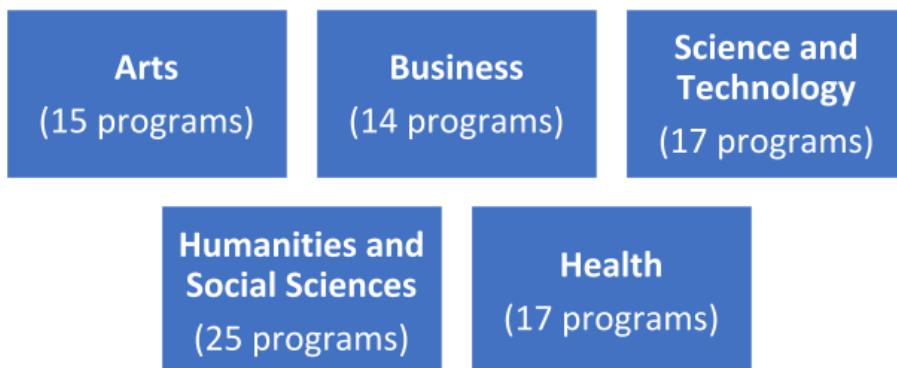 Arts
(15 programs)
Business
(14 programs)
Science and
Technology
(17 programs)
Humanities and
Social Sciences
(25 programs)
Health
(17 programs)